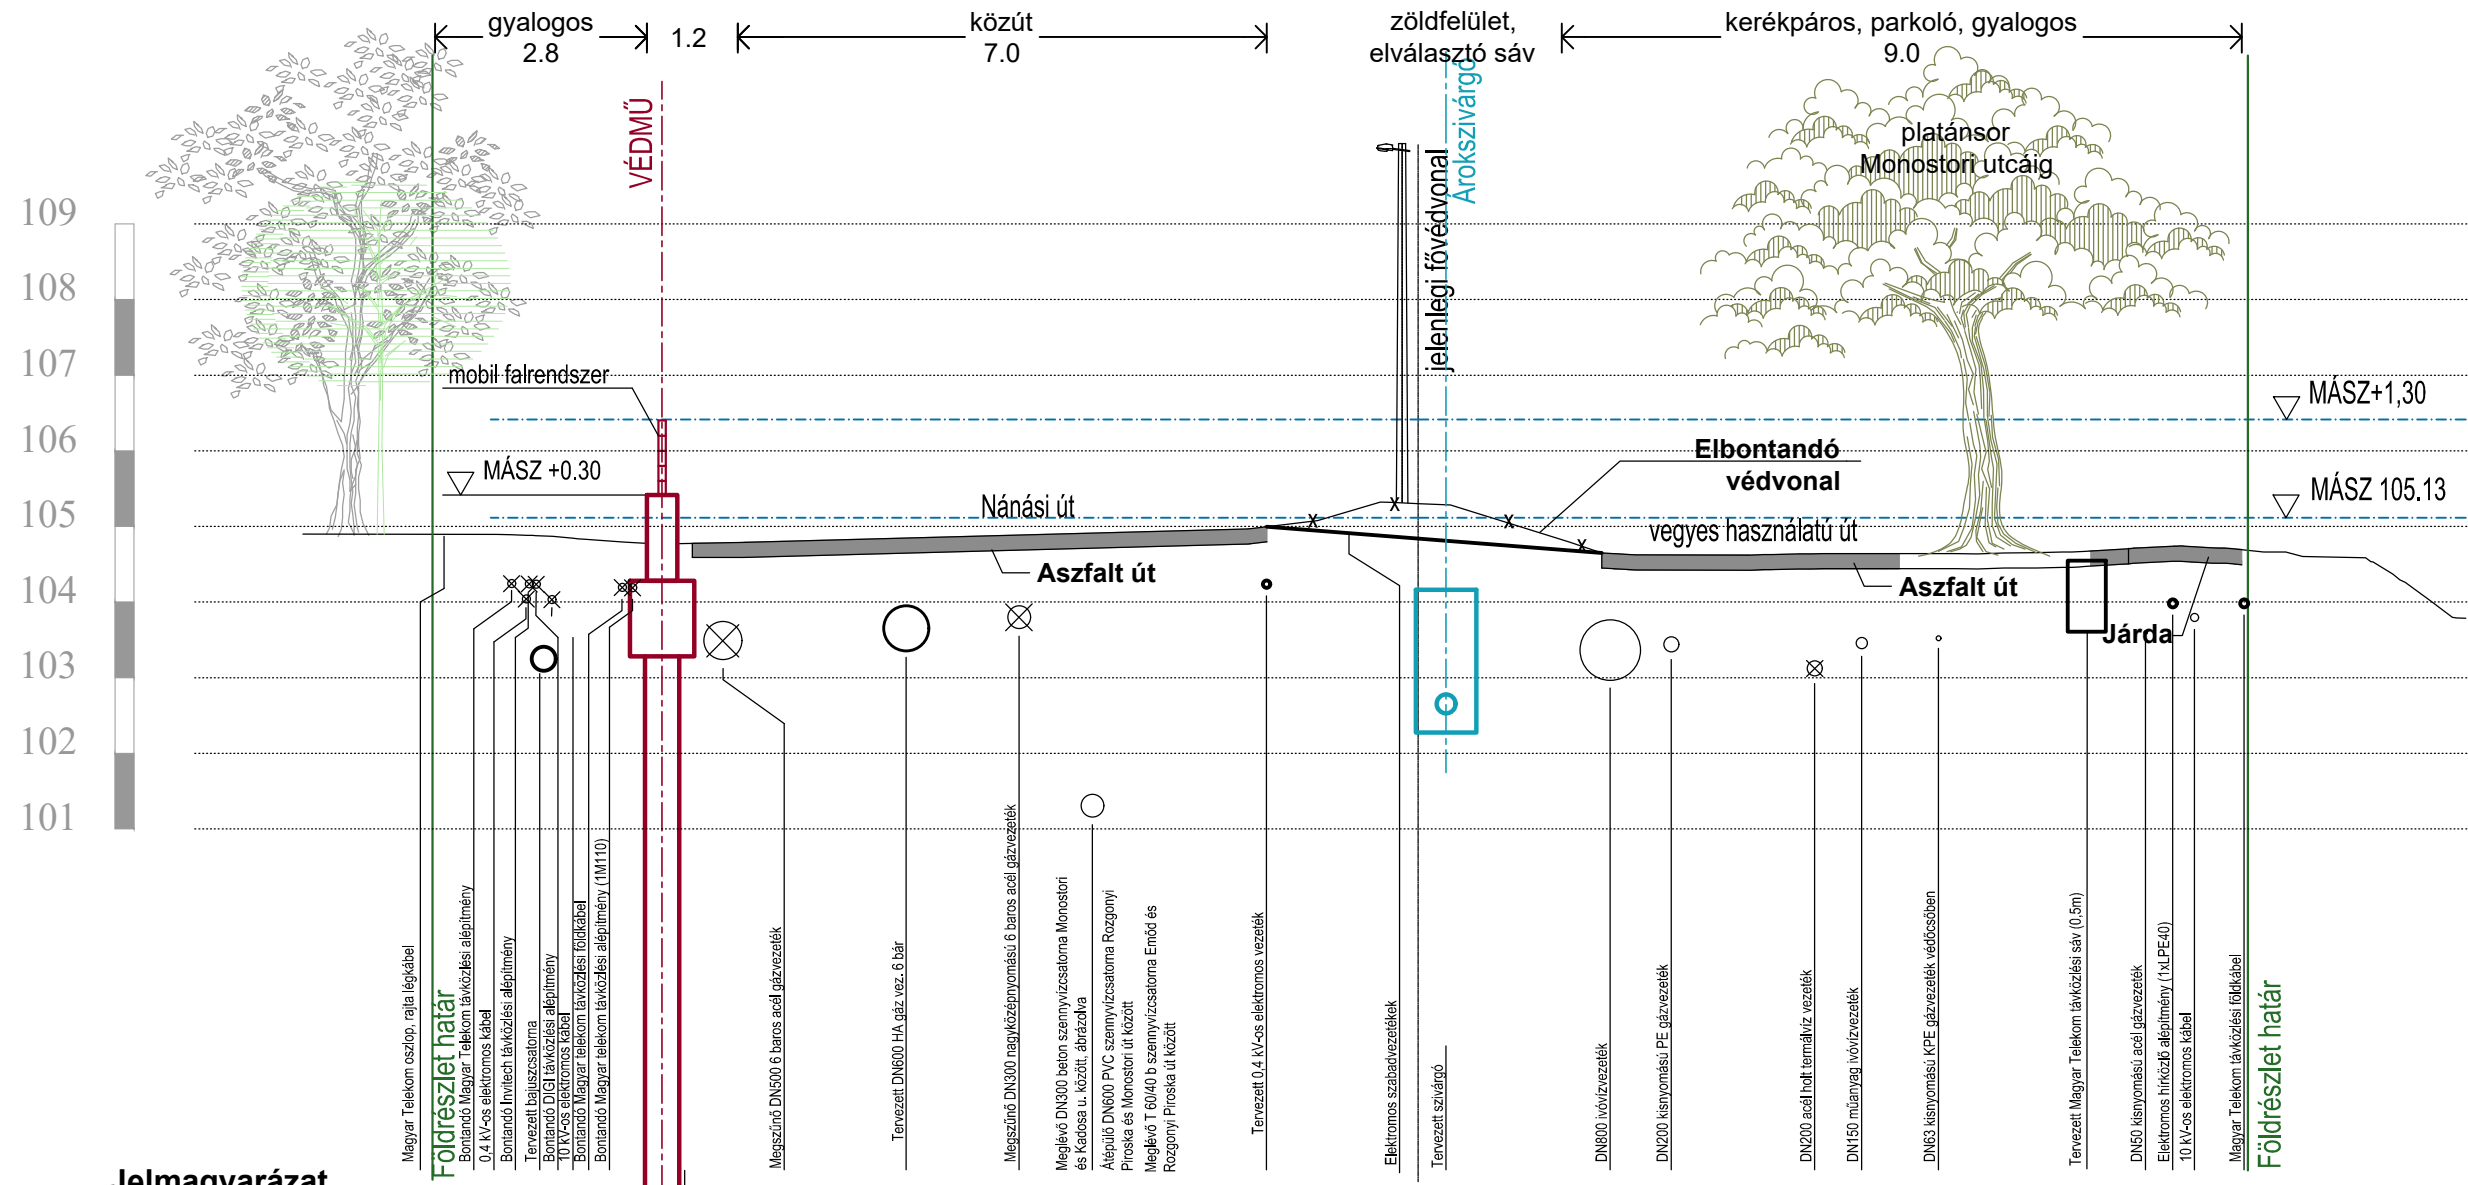 gyalogos
2.8
1.2
közút
7.0
zöldfelület,
elválasztó sáv
kerékpáros, parkoló, gyalogos
9.0
VÉDMŰ
jelenlegi fővédvonal
Árokszivárgó
platánsor
Monostori utcáig
109
108
107
106
105
104
103
102
101
mobil falrendszer
MÁSZ+1,30
MÁSZ +0.30
Elbontandó
védvonal
MÁSZ 105.13
Nánási út
vegyes használatú út
Aszfalt út
Aszfalt út
Járda
Magyar Telekom oszlop, rajta légkábel
Földrészlet határ
Bontandó Magyar Telekom távközlési alépítmény
0,4 kV-os elektromos kábel
Bontandó Invitech távközlési alépítmény
Tervezett bajuszcsatorna
Bontandó DIGI távközlési alépítmény
10 kV-os elektromos kábel
Bontandó Magyar telekom távközlési földkábel
Bontandó Magyar telekom távközlési alépítmény (1M110)
Megszűnő DN500 6 baros acél gázvezeték
Tervezett DN600 HA gáz vez. 6 bár
Megszűnő DN300 nagyközépnyomású 6 baros acél gázvezeték
Meglévő DN300 beton szennyvízcsatorna Monostori
és Kadosa u. között, ábrázolva
Átépülő DN600 PVC szennyvízcsatorna Rozgonyi
Piroska és Monostori út között
Meglévő T 60/40 b szennyvízcsatorna Emőd és
Rozgonyi Piroska út között
Tervezett 0,4 kV-os elektromos vezeték
Elektromos szabadvezetékek
Tervezett szivárgó
DN800 ivóvízvezeték
DN200 kisnyomású PE gázvezeték
DN200 acél holt termálvíz vezeték
DN150 műanyag ivóvízvezeték
DN63 kisnyomású KPE gázvezeték védőcsőben
Tervezett Magyar Telekom távközlési sáv (0,5m)
DN50 kisnyomású acél gázvezeték
Elektromos hírközlő alépítmény (1xLPE40)
10 kV-os elektromos kábel
Magyar Telekom távközlési földkábel
Földrészlet határ
Jelmagyarázat